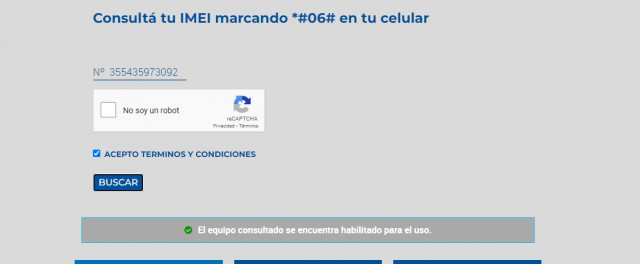 Consultá tu IMEI marcando *#06# en tu celular
Nº 355435973092
No soy un robot
reCAPTCHA
Privacidad - Términos
ACEPTO TERMINOS Y CONDICIONES
BUSCAR
El equipo consultado se encuentra habilitado para el uso.